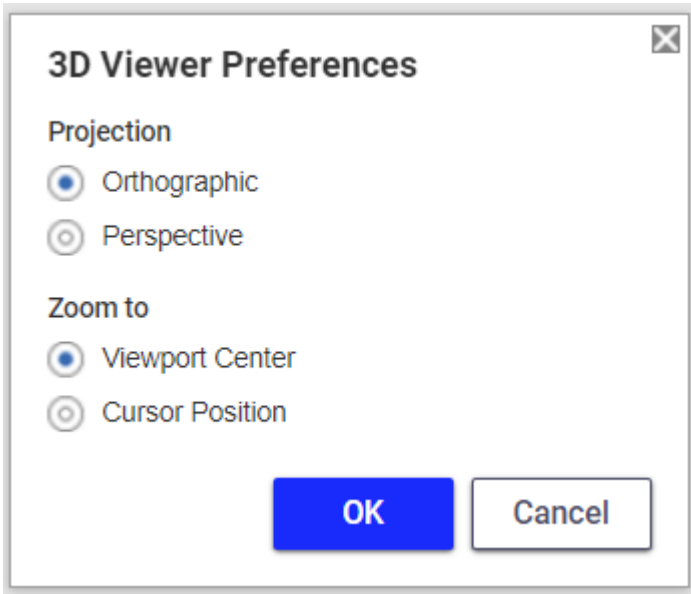 3D Viewer Preferences
Projection
Orthographic
Perspective
Zoom to
Viewport Center
Cursor Position
OK
Cancel